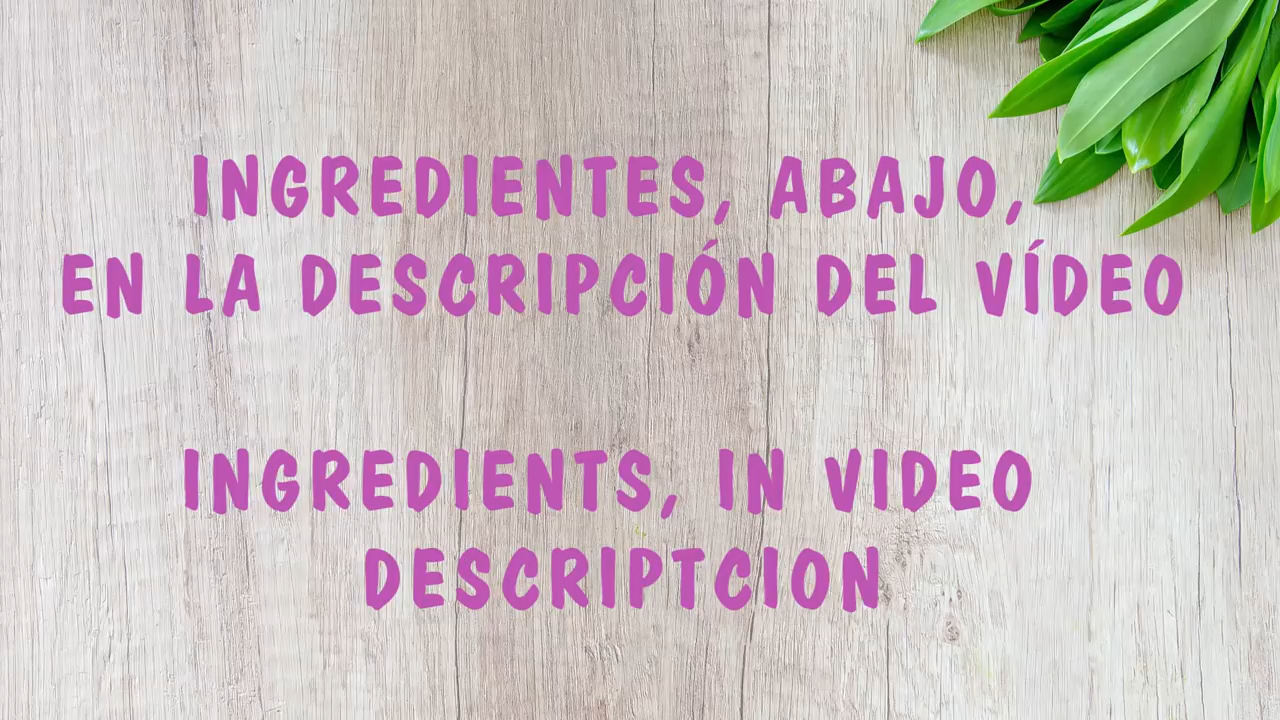 INGREDIENTES, ABAJO,
EN LA DESCRIPCIÓN DEL VÍDEO
INGREDIENTS, IN VIDEO
DESCRIPTCION